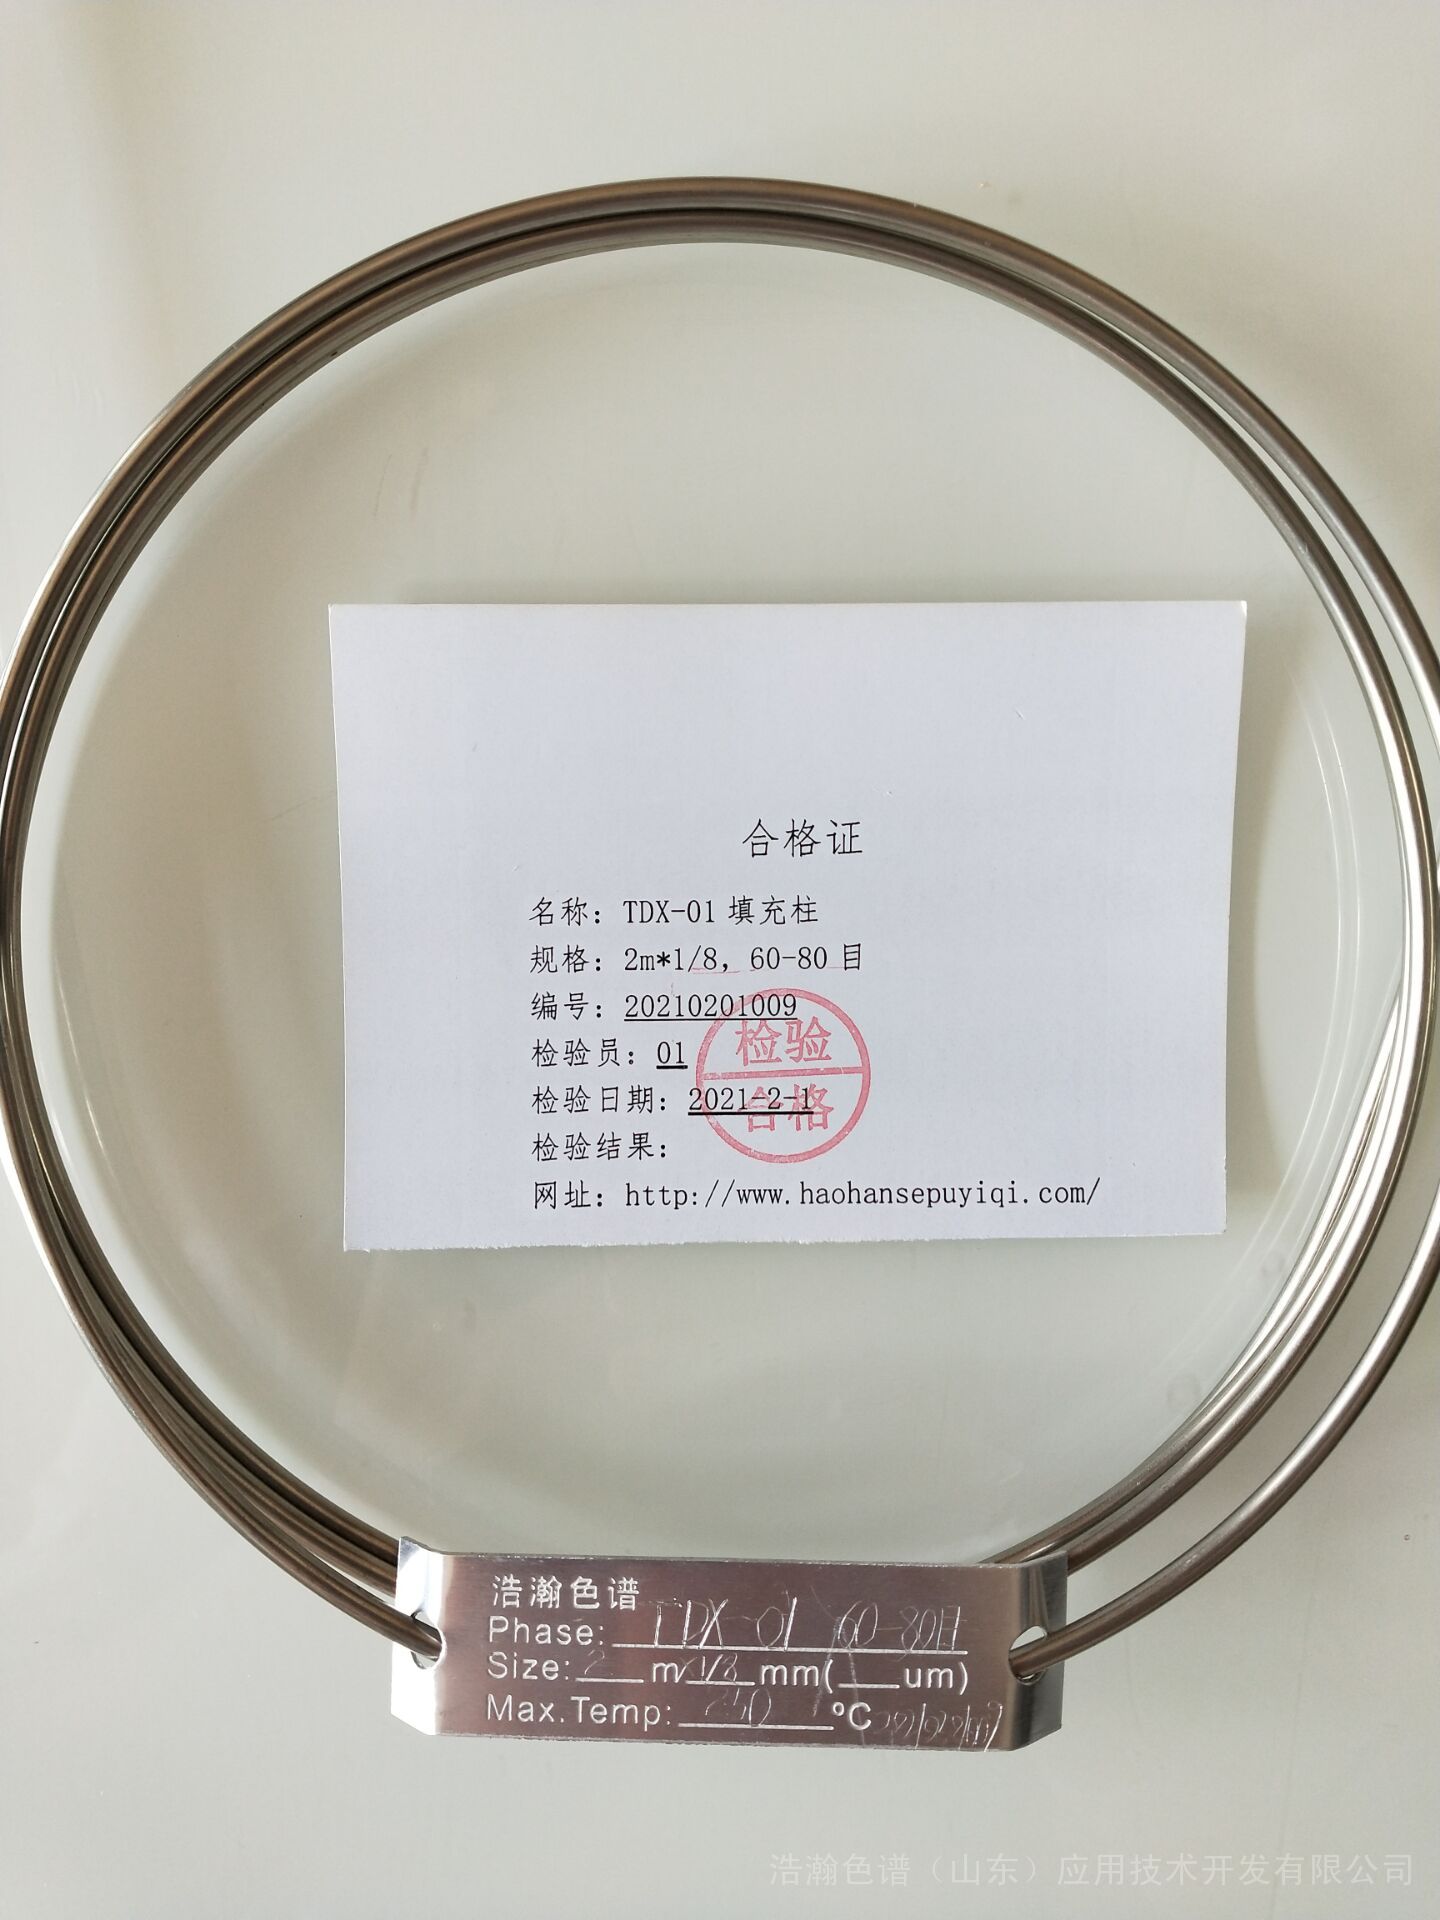 合格证
名称：TDX-01 填充柱
规格：2m*1/8，60-80 目
编号：20210201009
检验员：01
检验日期：2021-2-1
检验结果：
网址：http://www.haohansepuyiqi.com/
检验
合格
浩瀚色谱
Phase: TDX-01 60-80目
Size: 2 m×1/8 mm( um)
Max.Temp: ℃
浩瀚色谱（山东）应用技术开发有限公司